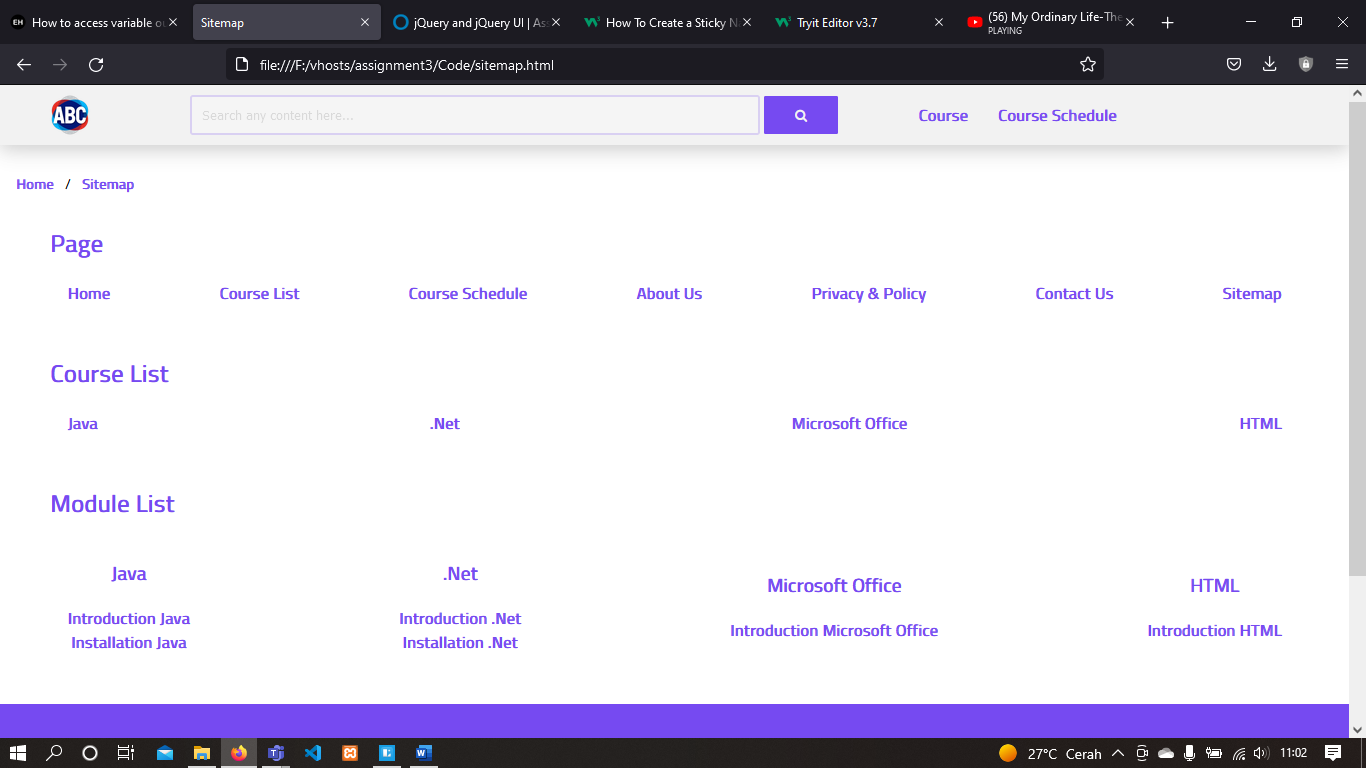 How to access variable ou
Sitemap
jQuery and jQuery UI | Ass
How To Create a Sticky Na
Tryit Editor v3.7
(56) My Ordinary Life-The
PLAYING
file:///F:/vhosts/assignment3/Code/sitemap.html
ABC
Search any content here...
Course
Course Schedule
Home / Sitemap
Page
Home Course List Course Schedule About Us Privacy & Policy Contact Us Sitemap
Course List
Java .Net Microsoft Office HTML
Module List
Java .Net Microsoft Office HTML
Introduction Java Introduction .Net Introduction Microsoft Office Introduction HTML
Installation Java Installation .Net
27°C Cerah 11:02